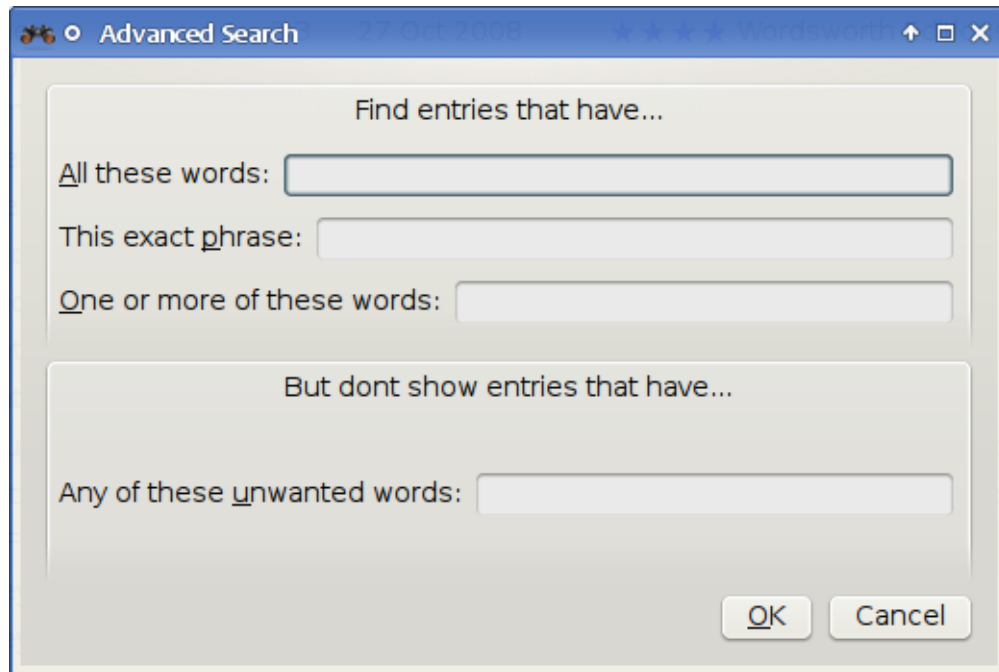 Advanced Search 27 Oct 2008 Wordsworth
Find entries that have...
All these words:
This exact phrase:
One or more of these words:
But dont show entries that have...
Any of these unwanted words:
OK Cancel